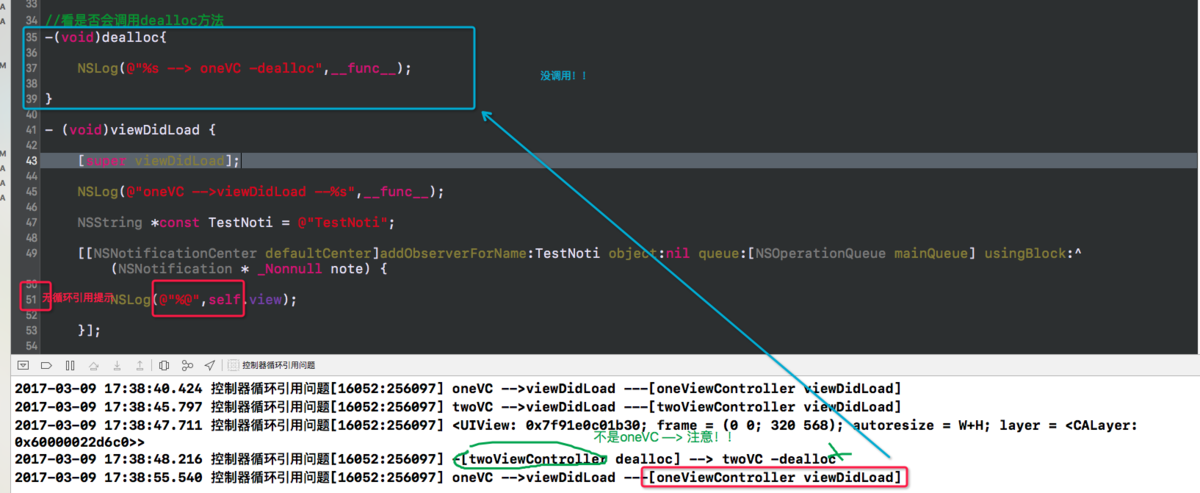 33
34 //看是否会调用dealloc方法
35 -(void)dealloc{
36
37 NSLog(@"%s --> oneVC -dealloc",__func__);
没调用！！
38
39 }
40
41 - (void)viewDidLoad {
42
43 [super viewDidLoad];
44
45 NSLog(@"oneVC -->viewDidLoad --%s",__func__);
46
47 NSString *const TestNoti = @"TestNoti";
48
49 [[NSNotificationCenter defaultCenter]addObserverForName:TestNoti object:nil queue:[NSOperationQueue mainQueue] usingBlock:^
(NSNotification * _Nonnull note) {
50
51 无循环引用提示 NSLog(@"%@",self.view);
52
53 }];
54
控制器循环引用问题
2017-03-09 17:38:40.424 控制器循环引用问题[16052:256097] oneVC -->viewDidLoad ---[oneViewController viewDidLoad]
2017-03-09 17:38:45.797 控制器循环引用问题[16052:256097] twoVC -->viewDidLoad ---[twoViewController viewDidLoad]
2017-03-09 17:38:47.711 控制器循环引用问题[16052:256097] <UIView: 0x7f91e0c01b30; frame = (0 0; 320 568); autoresize = W+H; layer = <CALayer:
0x60000022d6c0>>
不是oneVC —> 注意！！
2017-03-09 17:38:48.216 控制器循环引用问题[16052:256097] -[twoViewController dealloc] --> twoVC -dealloc
2017-03-09 17:38:55.540 控制器循环引用问题[16052:256097] oneVC -->viewDidLoad ---[oneViewController viewDidLoad]